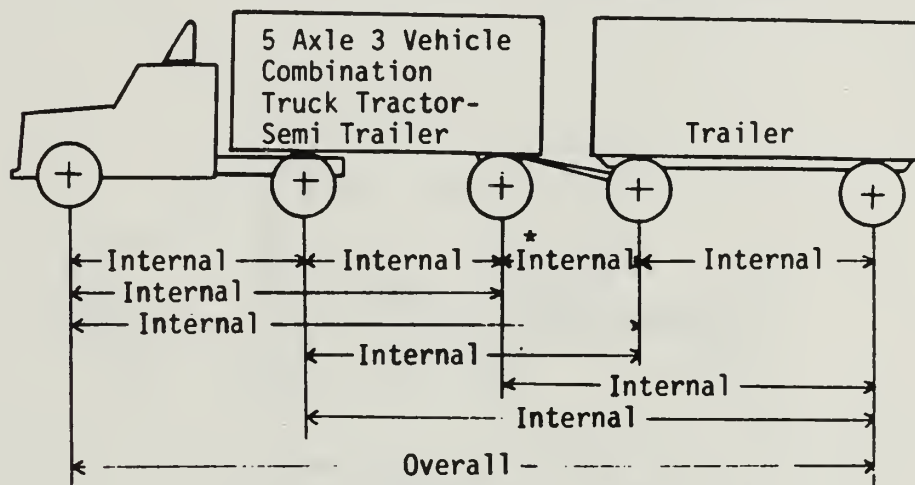 5 Axle 3 Vehicle
Combination
Truck Tractor-
Semi Trailer
Trailer
*
Internal Internal Internal Internal
Internal
Internal
Internal
Internal
Internal
Overall